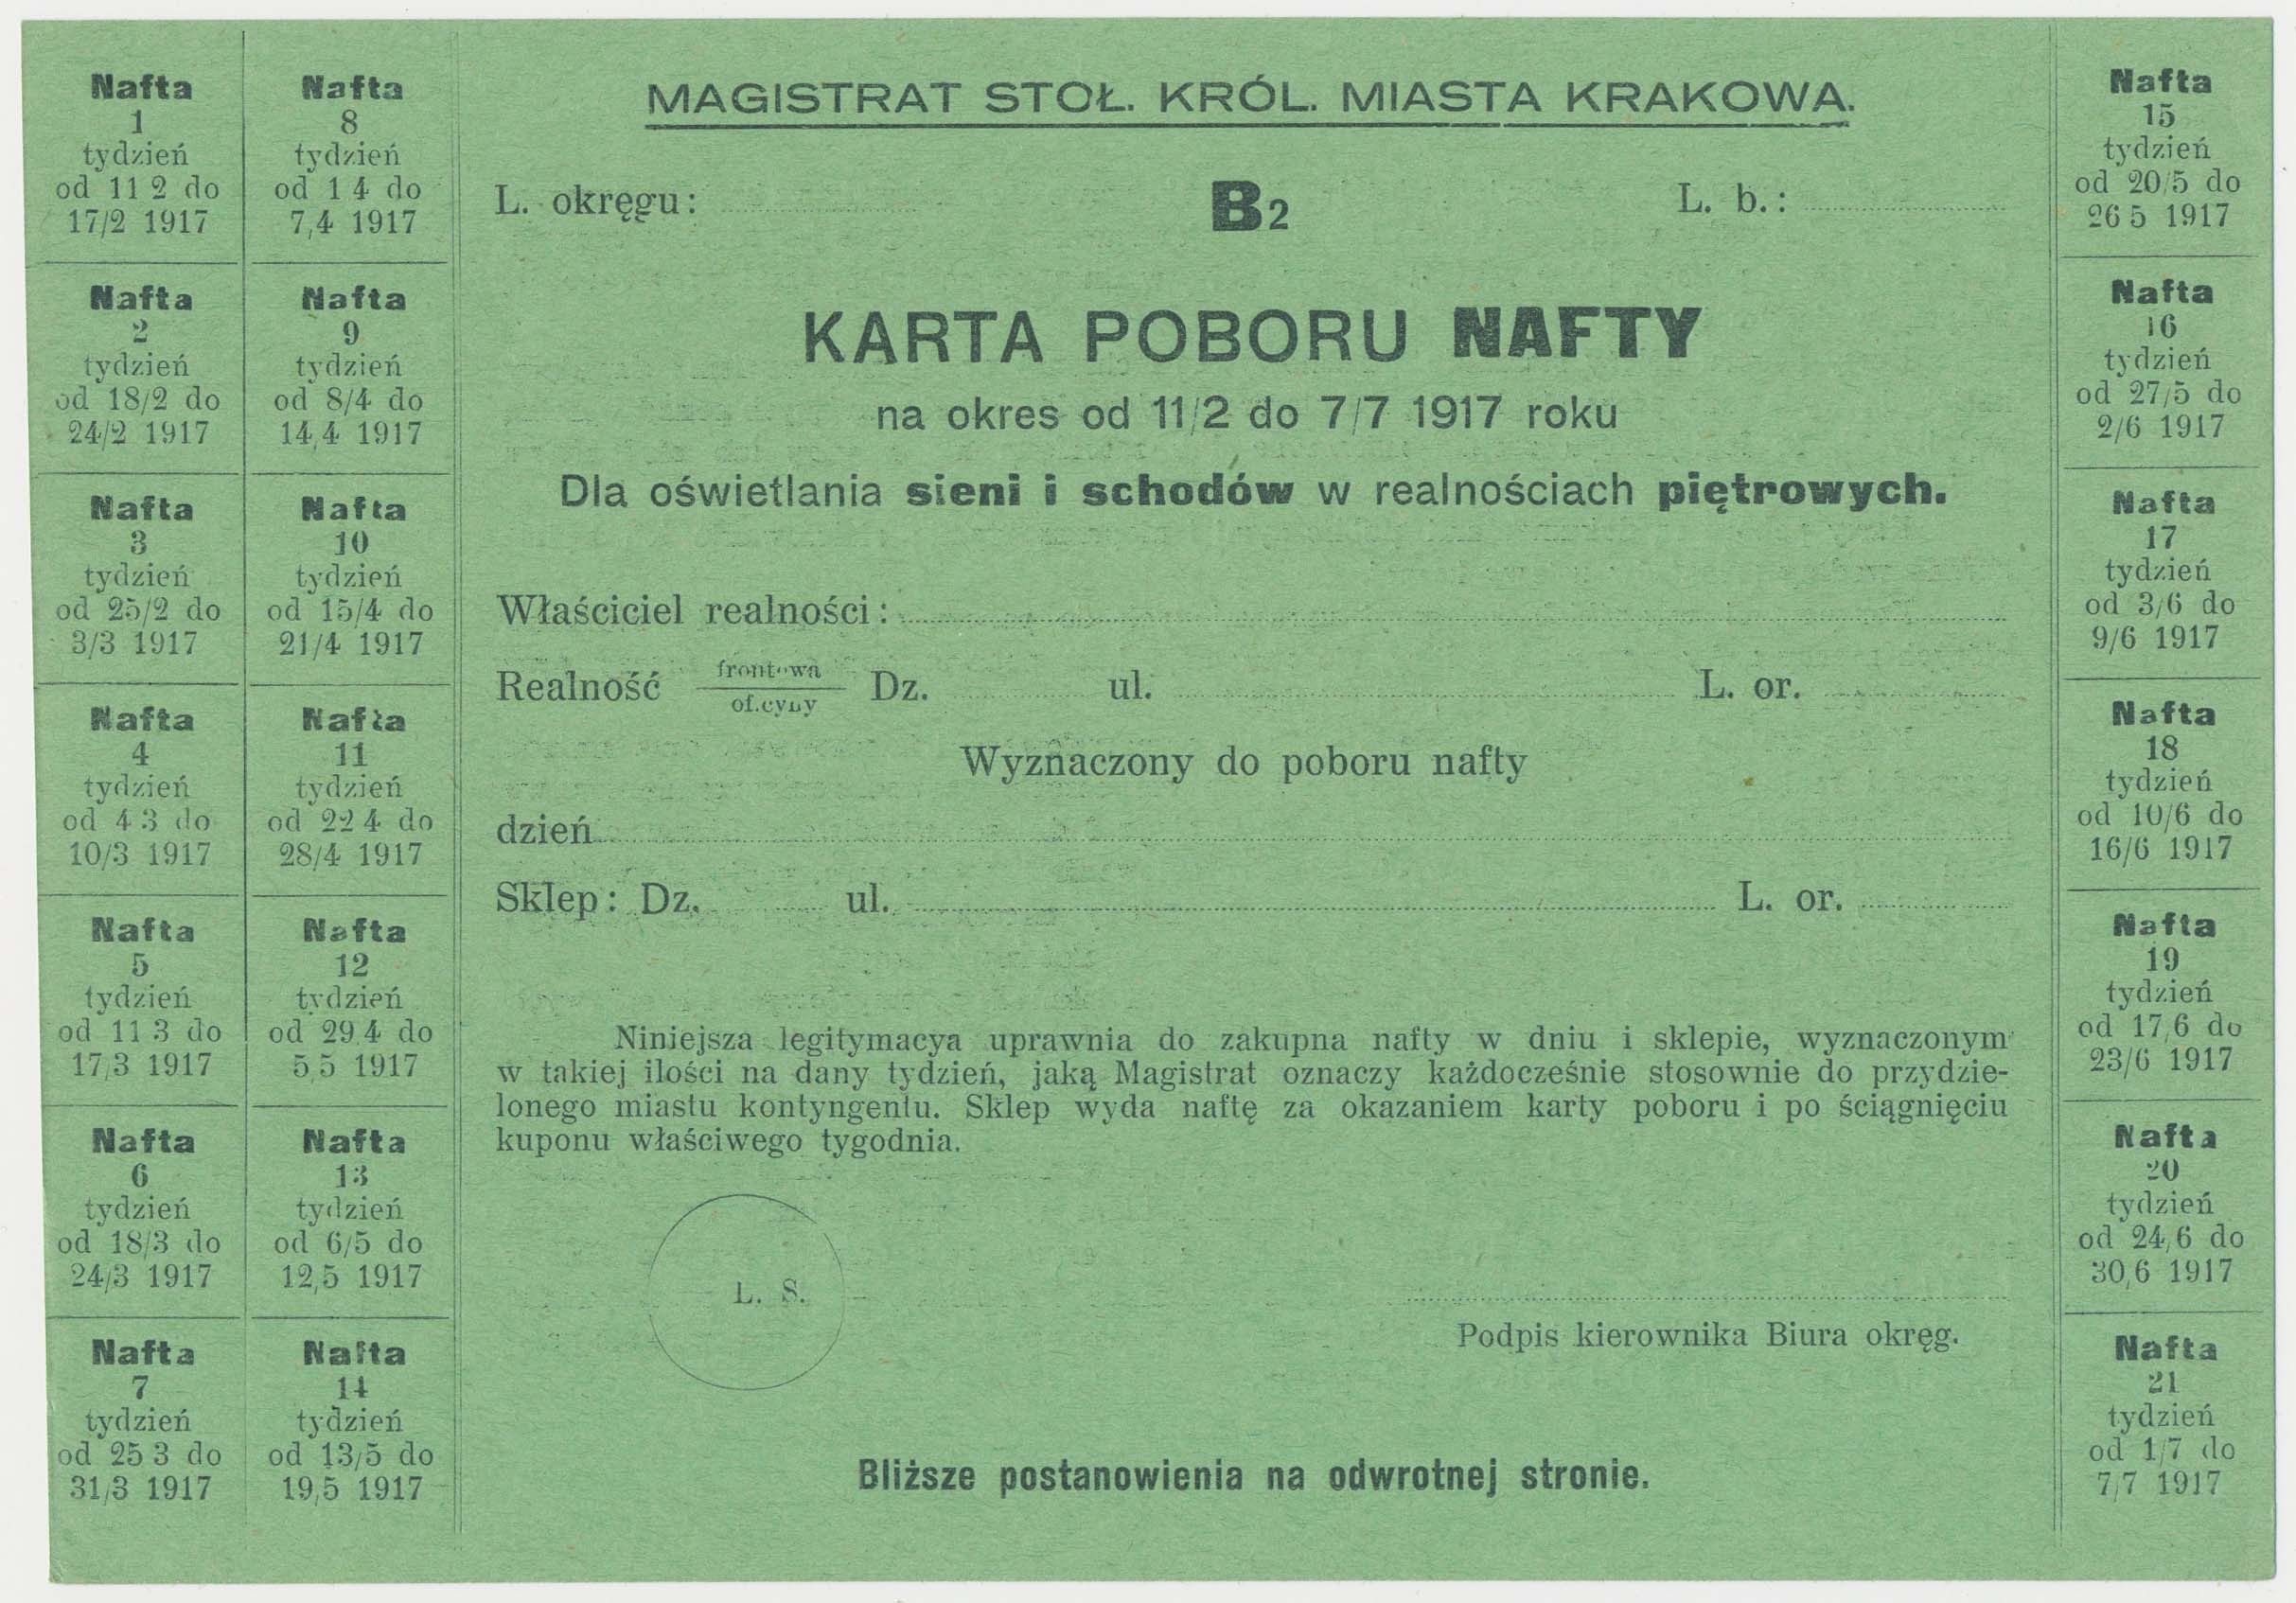 Nafta
1
tydzień
od 11 2 do
17/2 1917
Nafta
2
tydzień
od 18/2 do
24/2 1917
Nafta
3
tydzień
od 25/2 do
3/3 1917
Nafta
4
tydzień
od 4 3 do
10/3 1917
Nafta
5
tydzień
od 11 3 do
17/3 1917
Nafta
6
tydzień
od 18/3 do
24/3 1917
Nafta
7
tydzień
od 25 3 do
31/3 1917
Nafta
8
tydzień
od 1 4 do
7,4 1917
Nafta
9
tydzień
od 8/4 do
14,4 1917
Nafta
10
tydzień
od 15/4 do
21/4 1917
Nafta
11
tydzień
od 22 4 do
28/4 1917
Nafta
12
tydzień
od 29.4 do
5,5 1917
Nafta
13
tydzień
od 6/5 do
12,5 1917
Nafta
14
tydzień
od 13/5 do
19,5 1917
MAGISTRAT STOŁ. KRÓL. MIASTA KRAKOWA.
L. okręgu: B2 L. b.:
KARTA POBORU NAFTY
na okres od 11/2 do 7/7 1917 roku
Dla oświetlania sieni i schodów w realnościach piętrowych.
Właściciel realności:
Realność frontowa Dz. ul. L. or.
oficyny
Wyznaczony do poboru nafty
dzień
Sklep: Dz. ul. L. or.
Niniejsza legitymacya uprawnia do zakupna nafty w dniu i sklepie, wyznaczonym
w takiej ilości na dany tydzień, jaką Magistrat oznaczy każdocześnie stosownie do przydzie-
lonego miastu kontyngentu. Sklep wyda naftę za okazaniem karty poboru i po ściągnięciu
kuponu właściwego tygodnia.
L. S.
Podpis kierownika Biura okręg.
Bliższe postanowienia na odwrotnej stronie.
Nafta
15
tydzień
od 20/5 do
26 5 1917
Nafta
16
tydzień
od 27/5 do
2/6 1917
Nafta
17
tydzień
od 3/6 do
9/6 1917
Nafta
18
tydzień
od 10/6 do
16/6 1917
Nafta
19
tydzień
od 17,6 do
23/6 1917
Nafta
20
tydzień
od 24,6 do
30,6 1917
Nafta
21
tydzień
od 1/7 do
7,7 1917